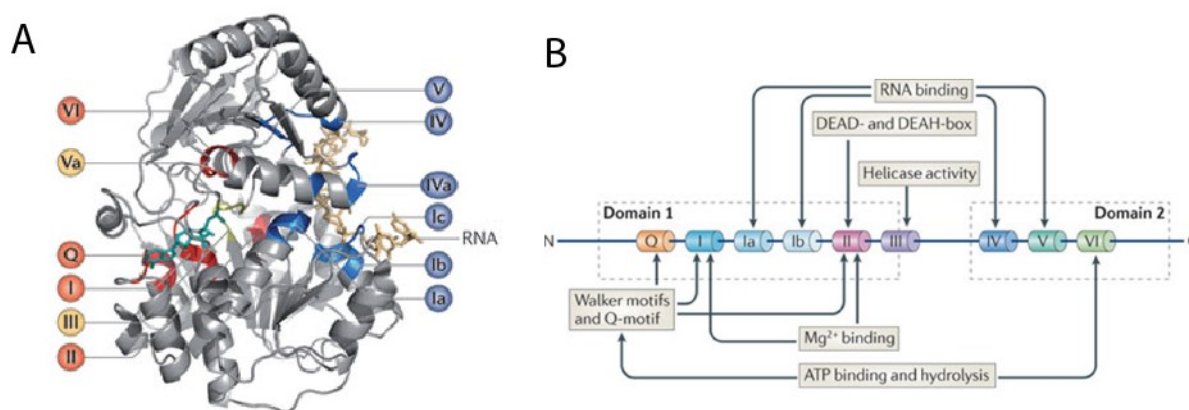 A
VI
Va
Q
I
III
II
V
IV
IVa
Ic
RNA
Ib
Ia
B
RNA binding
DEAD- and DEAH-box
Helicase activity
Domain 1
Domain 2
N
Q
I
Ia
Ib
II
III
IV
V
VI
Walker motifs
and Q-motif
Mg²⁺ binding
ATP binding and hydrolysis